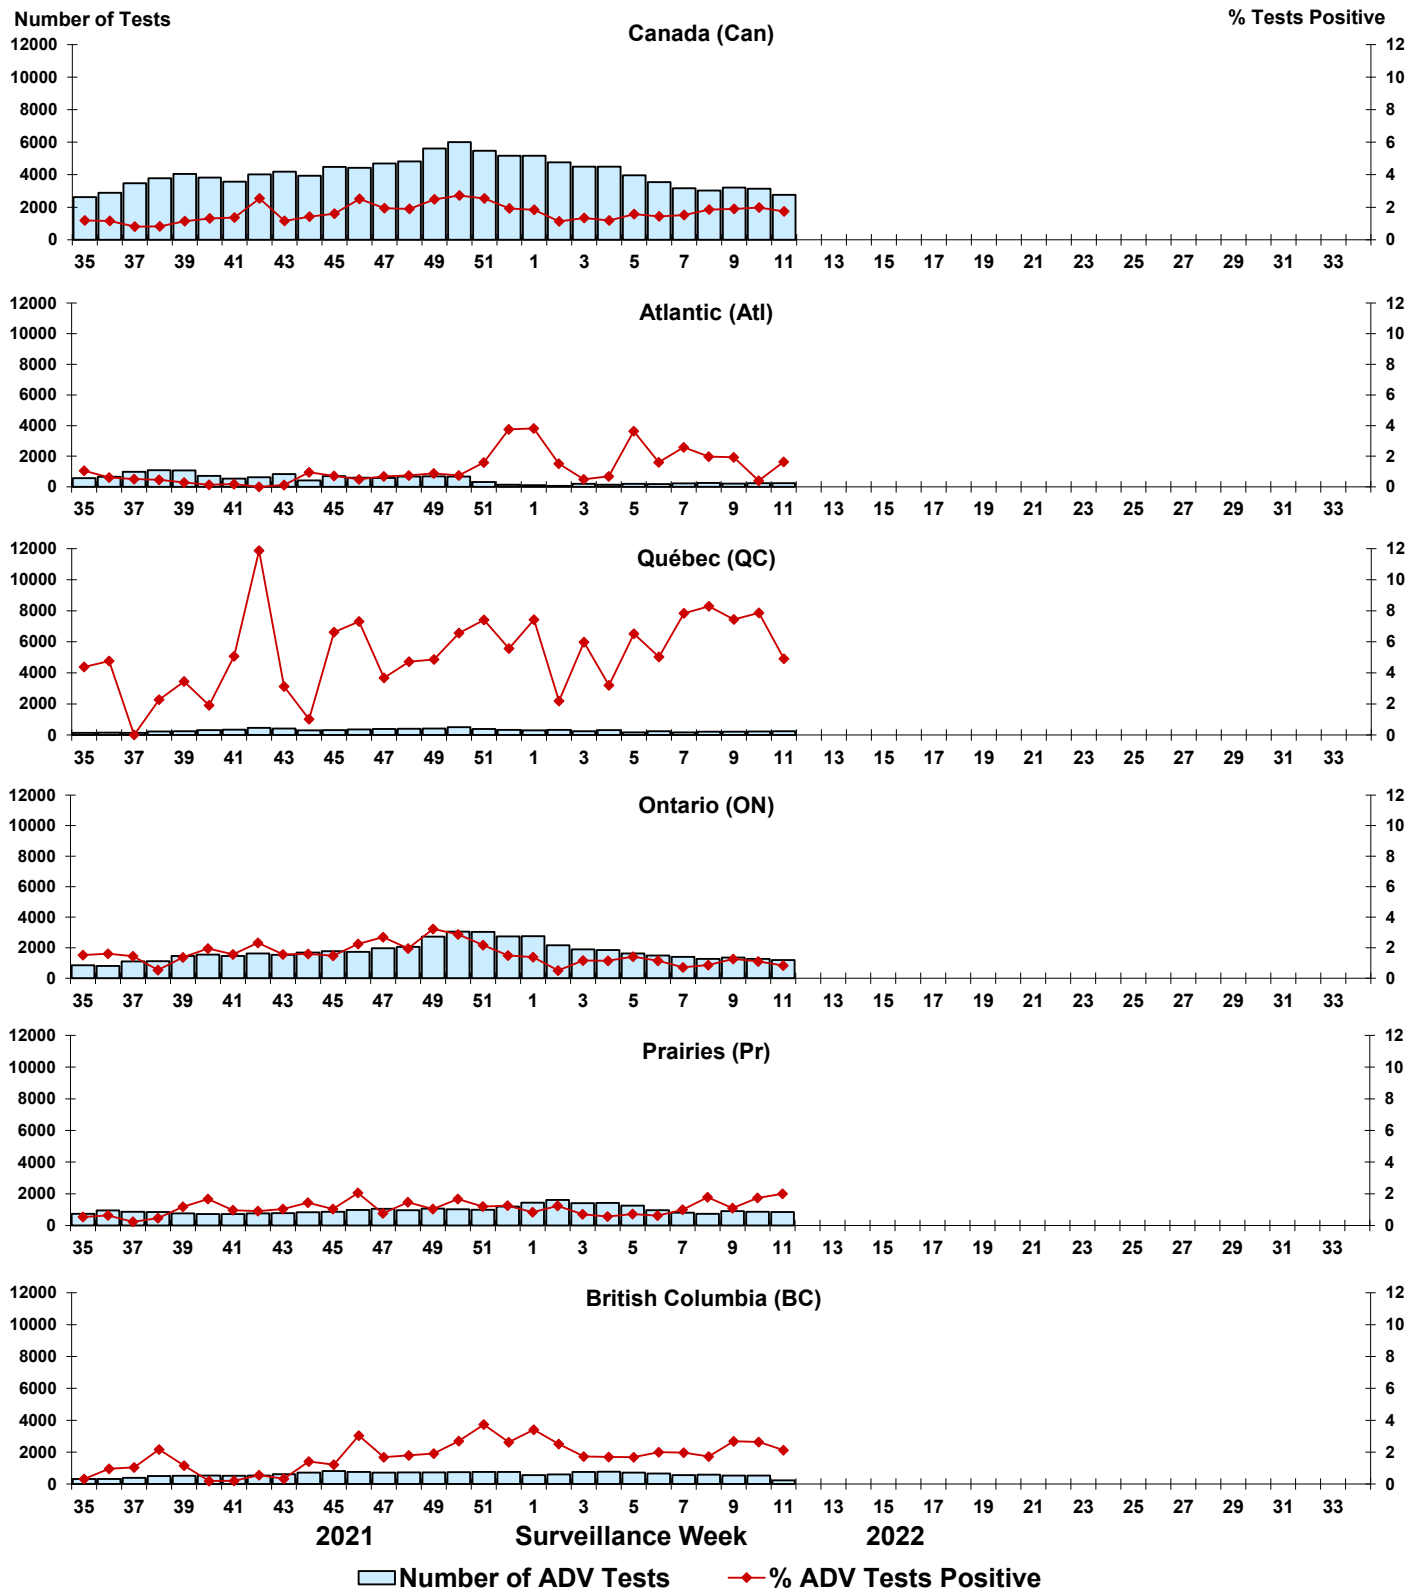 Number of Tests % Tests Positive
Canada (Can)
12000 12
10000 10
8000 8
6000 6
4000 4
2000 2
0 0
35 37 39 41 43 45 47 49 51 1 3 5 7 9 11 13 15 17 19 21 23 25 27 29 31 33
Atlantic (Atl)
12000 12
10000 10
8000 8
6000 6
4000 4
2000 2
0 0
35 37 39 41 43 45 47 49 51 1 3 5 7 9 11 13 15 17 19 21 23 25 27 29 31 33
Québec (QC)
12000 12
10000 10
8000 8
6000 6
4000 4
2000 2
0 0
35 37 39 41 43 45 47 49 51 1 3 5 7 9 11 13 15 17 19 21 23 25 27 29 31 33
Ontario (ON)
12000 12
10000 10
8000 8
6000 6
4000 4
2000 2
0 0
35 37 39 41 43 45 47 49 51 1 3 5 7 9 11 13 15 17 19 21 23 25 27 29 31 33
Prairies (Pr)
12000 12
10000 10
8000 8
6000 6
4000 4
2000 2
0 0
35 37 39 41 43 45 47 49 51 1 3 5 7 9 11 13 15 17 19 21 23 25 27 29 31 33
British Columbia (BC)
12000 12
10000 10
8000 8
6000 6
4000 4
2000 2
0 0
35 37 39 41 43 45 47 49 51 1 3 5 7 9 11 13 15 17 19 21 23 25 27 29 31 33
2021 Surveillance Week 2022
Number of ADV Tests % ADV Tests Positive